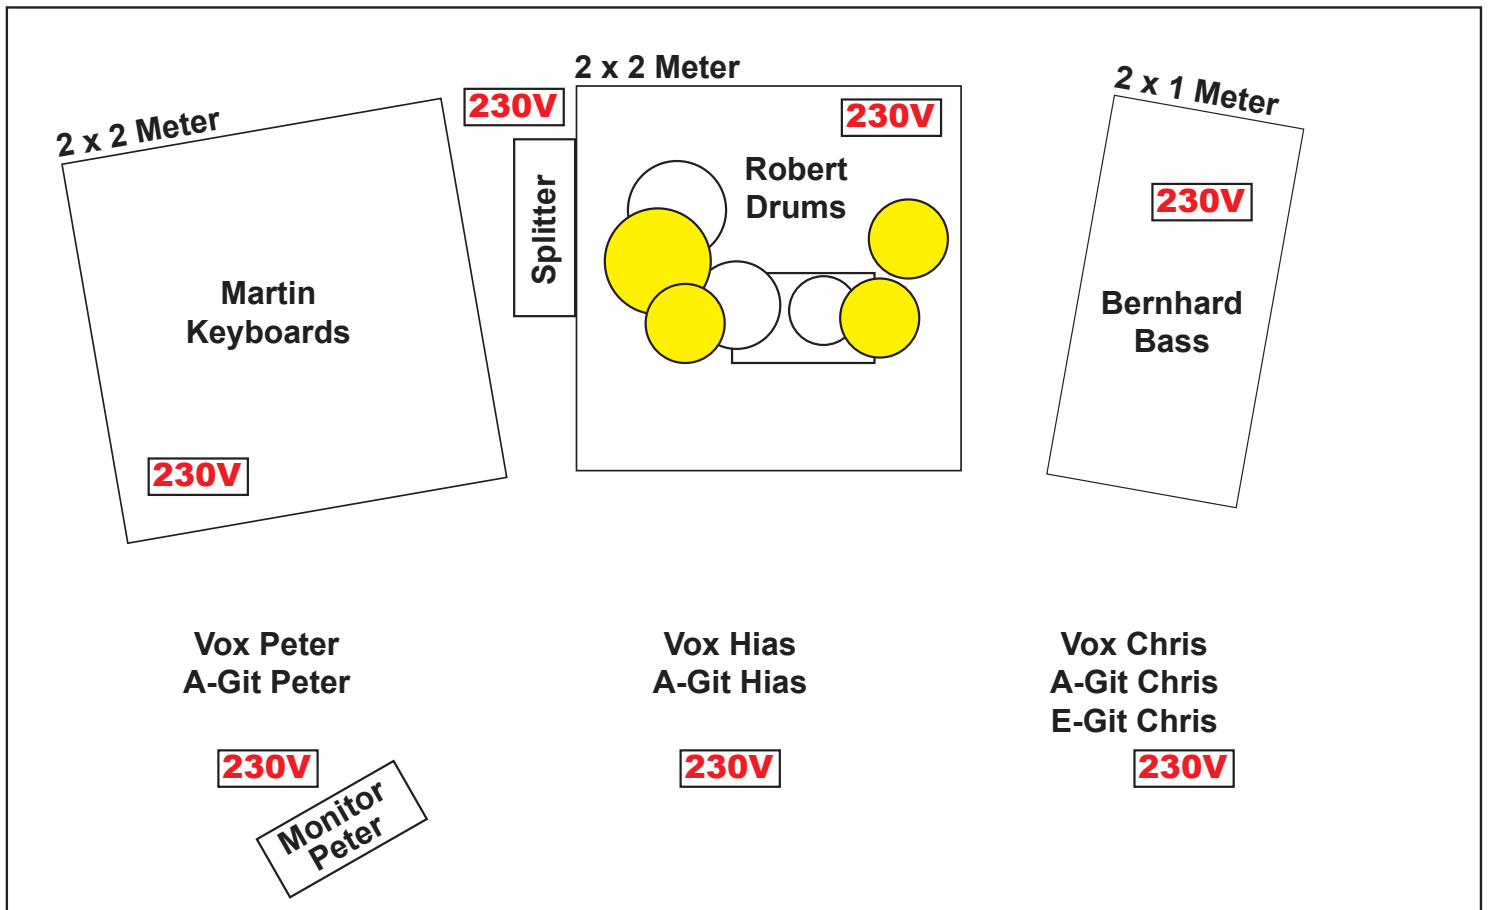 2 x 2 Meter
230V
Martin
Keyboards
230V
Splitter
2 x 2 Meter
230V
Robert
Drums
2 x 1 Meter
230V
Bernhard
Bass
Vox Peter
A-Git Peter
230V
Monitor
Peter
Vox Hias
A-Git Hias
230V
Vox Chris
A-Git Chris
E-Git Chris
230V